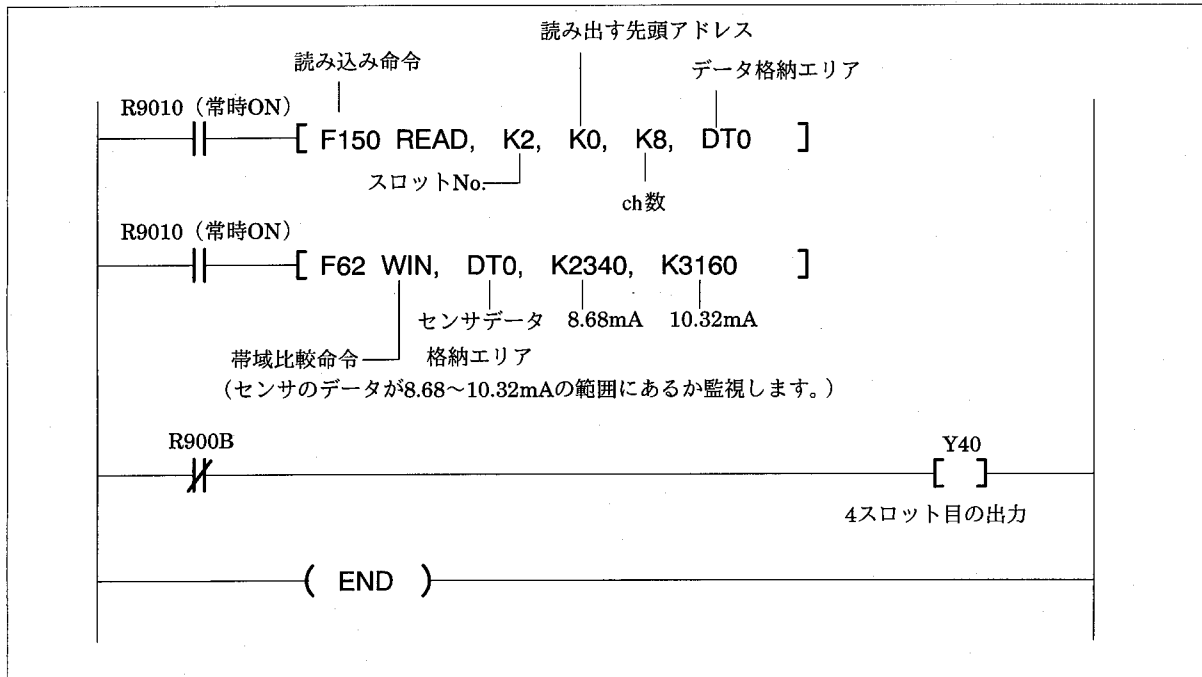 読み出す先頭アドレス
読み込み命令
データ格納エリア
R9010（常時ON）
[ F150 READ, K2, K0, K8, DT0 ]
スロットNo.
ch数
R9010（常時ON）
[ F62 WIN, DT0, K2340, K3160 ]
センサデータ 8.68mA 10.32mA
帯域比較命令 格納エリア
（センサのデータが8.68～10.32mAの範囲にあるか監視します。）
R900B
Y40
[ ]
4スロット目の出力
( END )